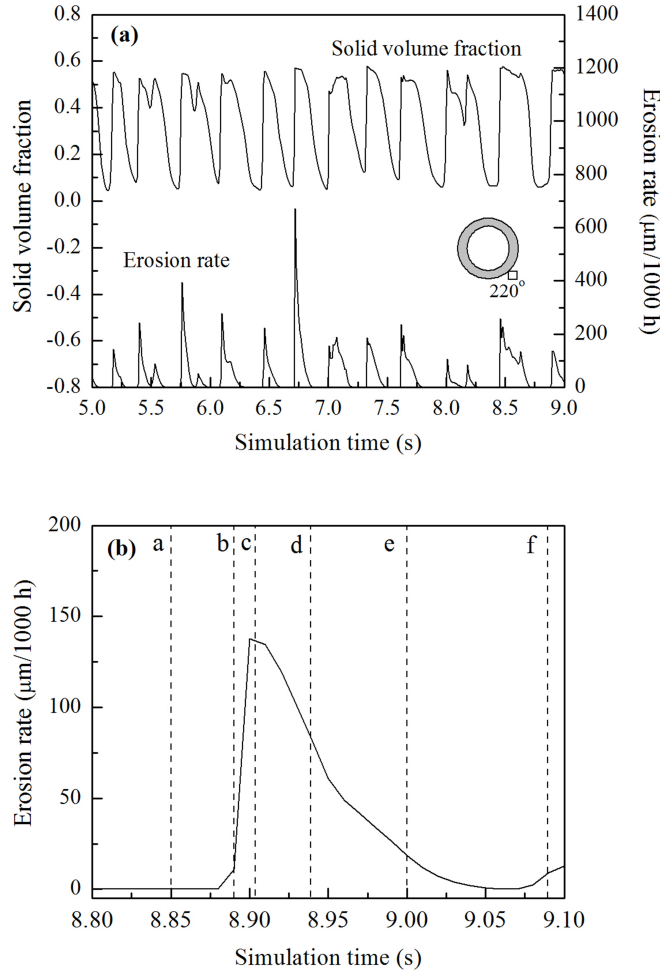 (a)
Solid volume fraction
Erosion rate
220°
0.8
0.6
0.4
0.2
0.0
-0.2
-0.4
-0.6
-0.8
Solid volume fraction
1400
1200
1000
800
600
400
200
0
Erosion rate (μm/1000 h)
5.0 5.5 6.0 6.5 7.0 7.5 8.0 8.5 9.0
Simulation time (s)
(b)
a b c d e f
200
150
100
50
0
Erosion rate (μm/1000 h)
8.80 8.85 8.90 8.95 9.00 9.05 9.10
Simulation time (s)